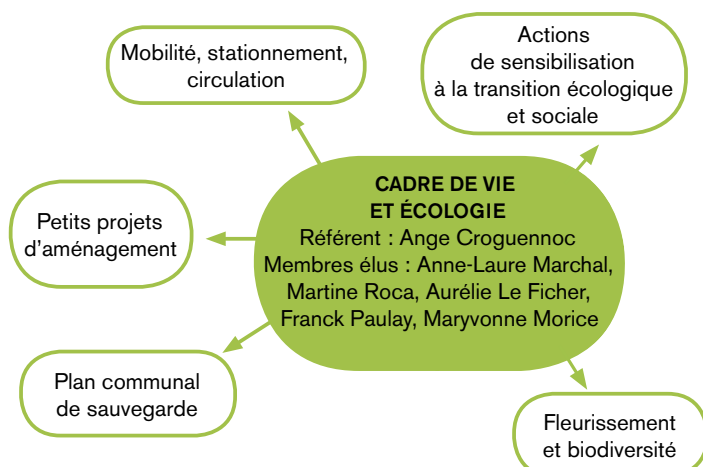 Mobilité, stationnement,
circulation
Actions
de sensibilisation
à la transition écologique
et sociale
CADRE DE VIE
ET ÉCOLOGIE
Référent : Ange Croguennoc
Membres élus : Anne-Laure Marchal,
Martine Roca, Aurélie Le Ficher,
Franck Paulay, Maryvonne Morice
Petits projets
d’aménagement
Plan communal
de sauvegarde
Fleurissement
et biodiversité